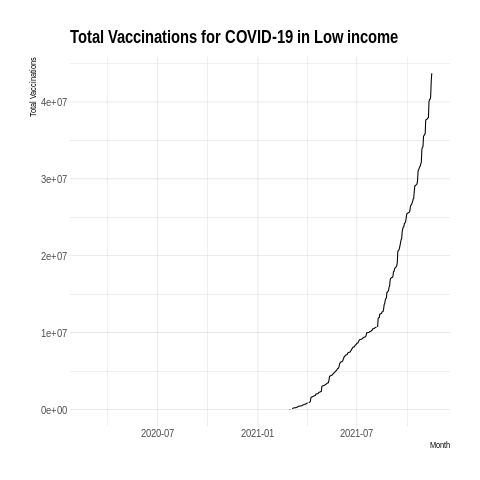 Total Vaccinations for COVID-19 in Low income
Total Vaccinations
4e+07
3e+07
2e+07
1e+07
0e+00
2020-07 2021-01 2021-07
Month